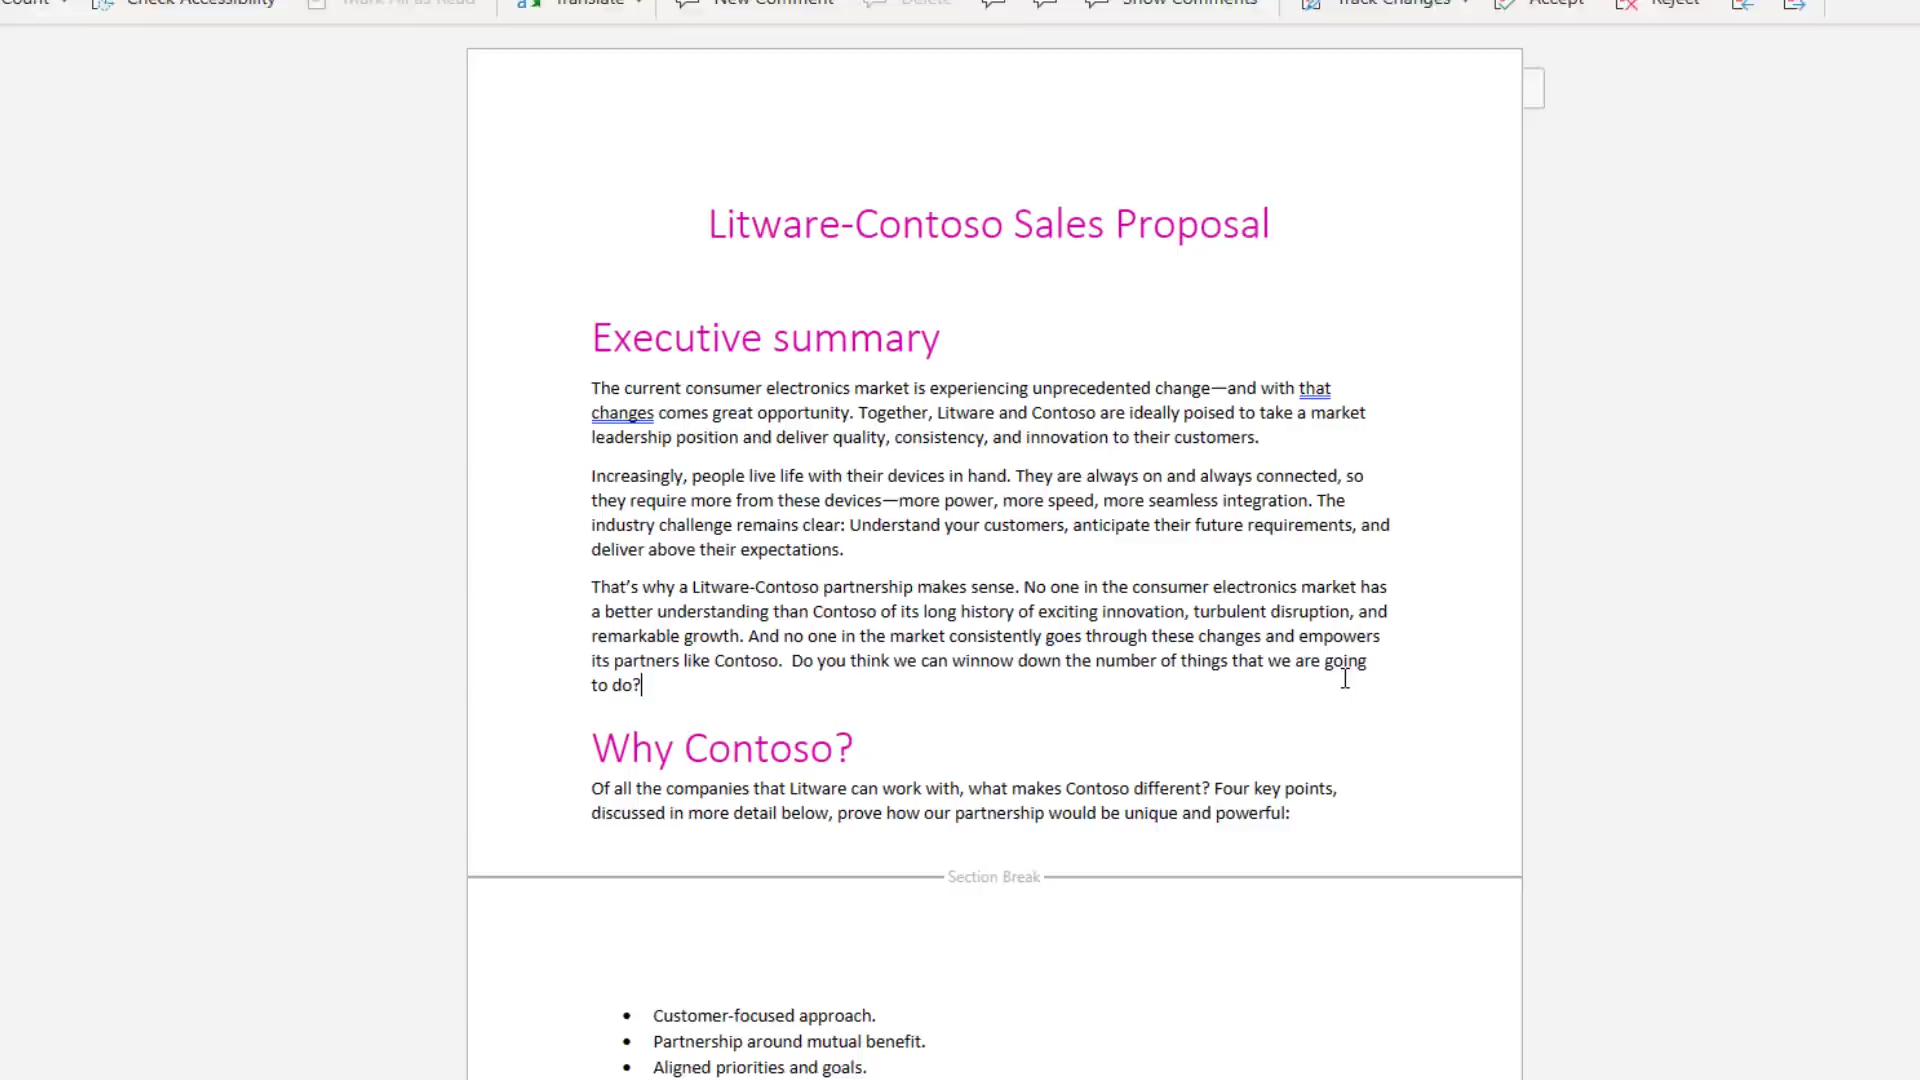 Count Check Accessibility Mark All as Read Translate New Comment Delete Show Comments Track Changes Accept Reject
Litware-Contoso Sales Proposal
Executive summary
The current consumer electronics market is experiencing unprecedented change—and with that
changes comes great opportunity. Together, Litware and Contoso are ideally poised to take a market
leadership position and deliver quality, consistency, and innovation to their customers.
Increasingly, people live life with their devices in hand. They are always on and always connected, so
they require more from these devices—more power, more speed, more seamless integration. The
industry challenge remains clear: Understand your customers, anticipate their future requirements, and
deliver above their expectations.
That’s why a Litware-Contoso partnership makes sense. No one in the consumer electronics market has
a better understanding than Contoso of its long history of exciting innovation, turbulent disruption, and
remarkable growth. And no one in the market consistently goes through these changes and empowers
its partners like Contoso.  Do you think we can winnow down the number of things that we are going
to do?
Why Contoso?
Of all the companies that Litware can work with, what makes Contoso different? Four key points,
discussed in more detail below, prove how our partnership would be unique and powerful:
Section Break
• Customer-focused approach.
• Partnership around mutual benefit.
• Aligned priorities and goals.